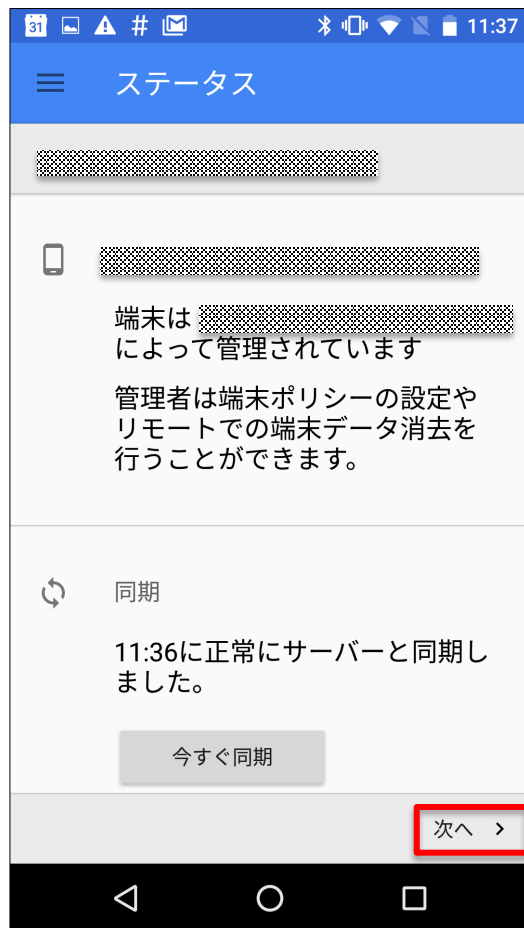 31 # 11:37
ステータス
端末は
によって管理されています
管理者は端末ポリシーの設定や
リモートでの端末データ消去を
行うことができます。
同期
11:36に正常にサーバーと同期し
ました。
今すぐ同期
次へ